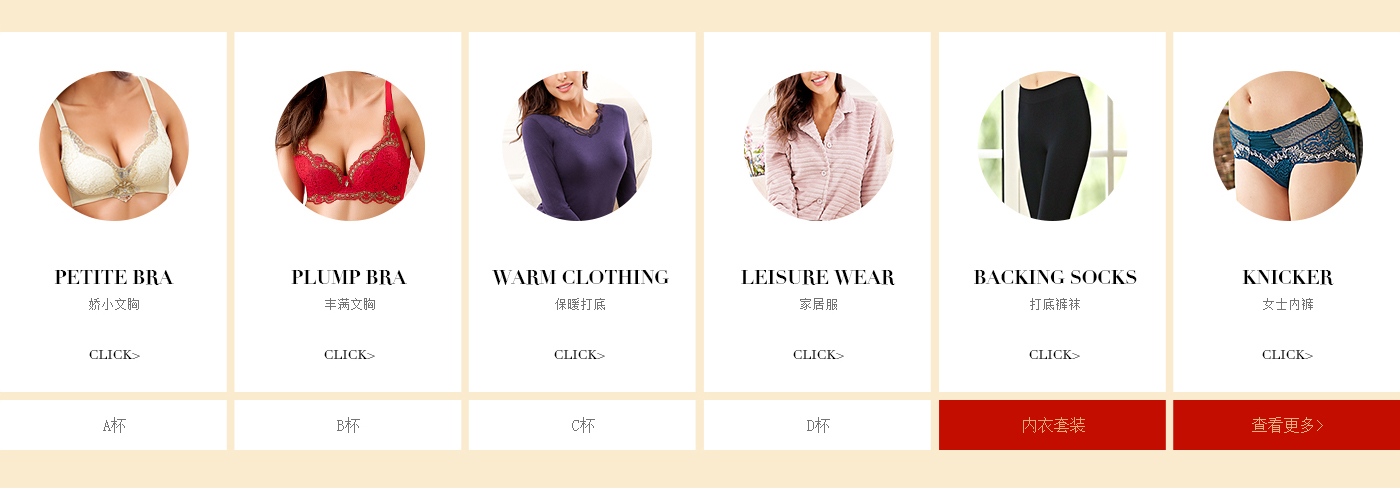 PETITE BRA
娇小文胸
CLICK>
PLUMP BRA
丰满文胸
CLICK>
WARM CLOTHING
保暖打底
CLICK>
LEISURE WEAR
家居服
CLICK>
BACKING SOCKS
打底裤袜
CLICK>
KNICKER
女士内裤
CLICK>
A杯
B杯
C杯
D杯
内衣套装
查看更多>